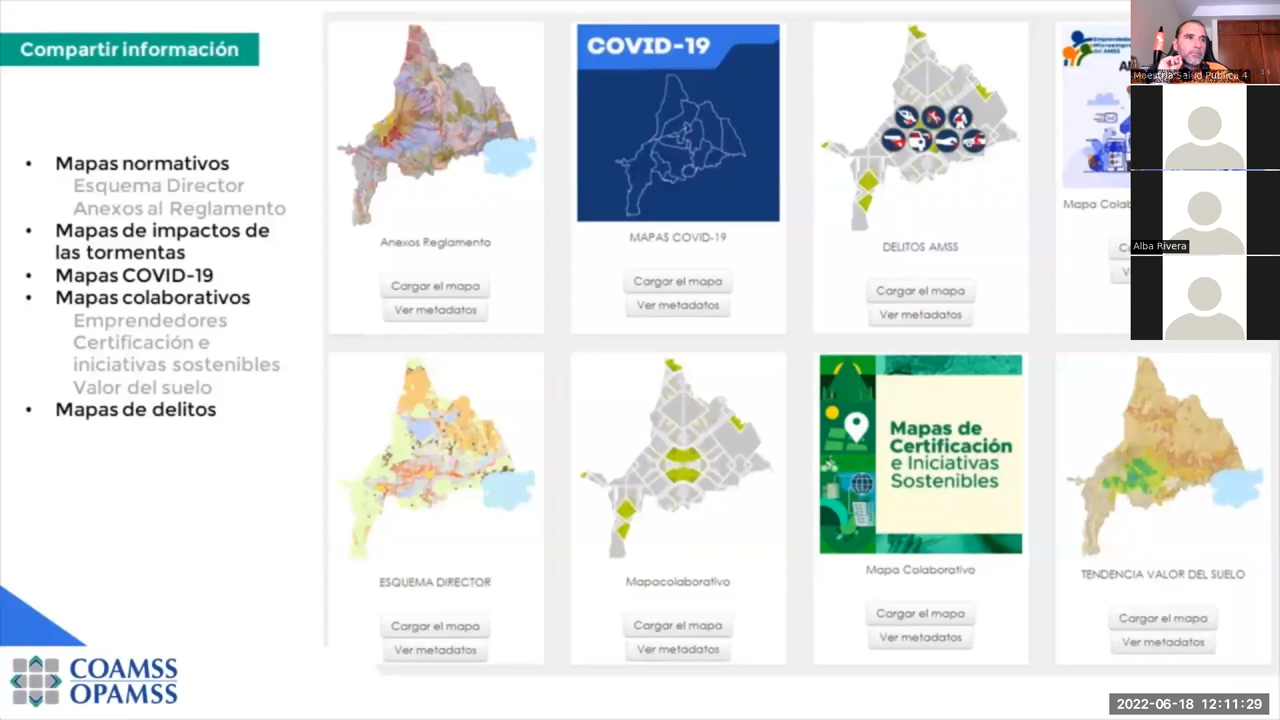 Compartir información
• Mapas normativos
Esquema Director
Anexos al Reglamento
• Mapas de impactos de
las tormentas
• Mapas COVID-19
• Mapas colaborativos
Emprendedores
Certificación e
iniciativas sostenibles
Valor del suelo
• Mapas de delitos
COAMSS
OPAMSS
Anexos Reglamento
Cargar el mapa
Ver metadatos
COVID-19
MAPAS COVID-19
Cargar el mapa
Ver metadatos
DELITOS AMSS
Cargar el mapa
Ver metadatos
Mapa Colab
ESQUEMA DIRECTOR
Cargar el mapa
Ver metadatos
Mapacolaborativo
Cargar el mapa
Ver metadatos
Mapas de
Certificación
e Iniciativas
Sostenibles
Mapa Colaborativo
Cargar el mapa
Ver metadatos
TENDENCIA VALOR DEL SUELO
Cargar el mapa
Ver metadatos
Maestría Salud Pública 4
Alba Rivera
2022-06-18 12:11:29